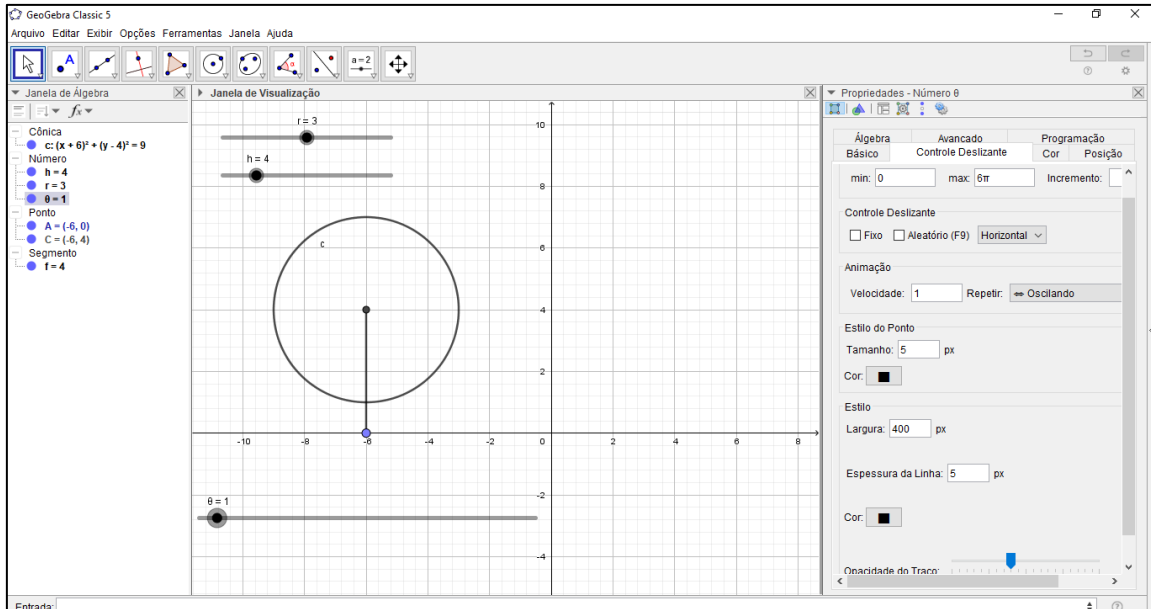 GeoGebra Classic 5
Arquivo Editar Exibir Opções Ferramentas Janela Ajuda
A
α
a = 2
Janela de Álgebra
Janela de Visualização
Propriedades - Número θ
fx
Cônica
c: (x + 6)² + (y - 4)² = 9
Número
h = 4
r = 3
θ = 1
Ponto
A = (-6, 0)
C = (-6, 4)
Segmento
f = 4
r = 3
h = 4
c
θ = 1
10
8
6
4
2
-2
-4
-10
-8
-6
-4
-2
0
2
4
6
8
Álgebra
Avançado
Programação
Básico
Controle Deslizante
Cor
Posição
min: 0
max: 6π
Incremento:
Controle Deslizante
Fixo
Aleatório (F9)
Horizontal
Animação
Velocidade: 1
Repetir: ⇔ Oscilando
Estilo do Ponto
Tamanho: 5 px
Cor:
Estilo
Largura: 400 px
Espessura da Linha: 5 px
Cor:
Opacidade do Traço:
Entrada: